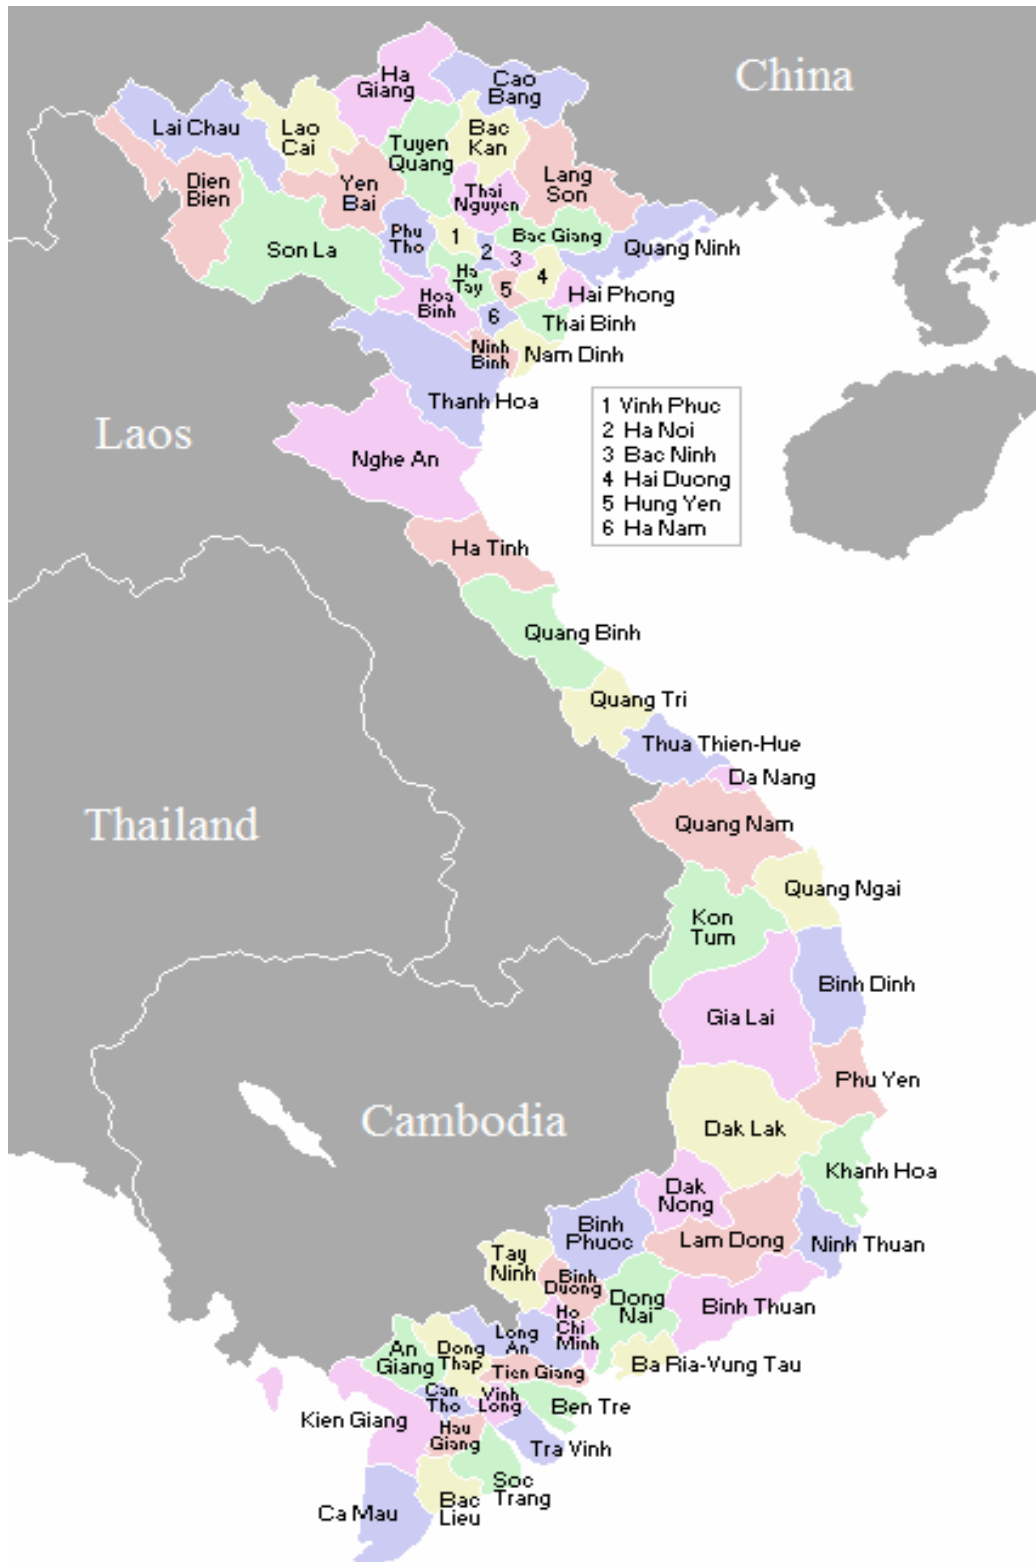 China
Ha
Giang
Cao
Bang
Lai Chau
Lao
Cai
Tuyen
Quang
Bac
Kan
Dien
Bien
Yen
Bai
Thai
Nguyen
Lang
Son
Son La
Phu
Tho
1
2
3
4
5
6
Bac Giang
Quang Ninh
Ha
Tay
Hoa
Binh
Hai Phong
Thai Binh
Ninh
Binh
Nam Dinh
Thanh Hoa
1 Vinh Phuc
2 Ha Noi
3 Bac Ninh
4 Hai Duong
5 Hung Yen
6 Ha Nam
Laos
Nghe An
Ha Tinh
Quang Binh
Quang Tri
Thua Thien-Hue
Da Nang
Thailand
Quang Nam
Quang Ngai
Kon
Tum
Binh Dinh
Gia Lai
Phu Yen
Cambodia
Dak Lak
Khanh Hoa
Dak
Nong
Binh
Phuoc
Lam Dong
Ninh Thuan
Tay
Ninh
Binh
Duong
Dong
Nai
Binh Thuan
Ho
Chi
Minh
Long
An
An
Giang
Dong
Thap
Tien Giang
Ba Ria-Vung Tau
Can
Tho
Vinh
Long
Ben Tre
Kien Giang
Hau
Giang
Tra Vinh
Soc
Trang
Bac
Lieu
Ca Mau